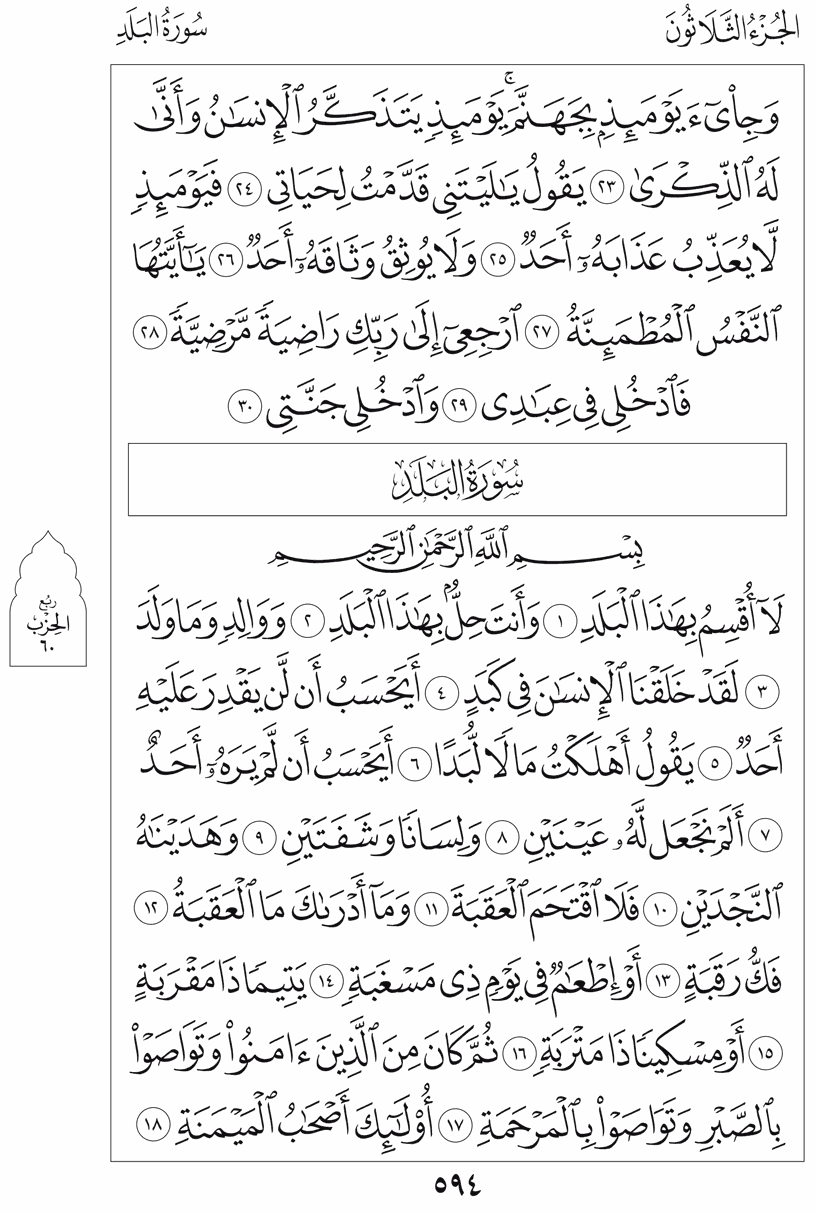 الجُزْءُ الثَّلَاثُونَ
سُورَةُ البَلَدِ
وَجِا۟ىٓءَ يَوْمَئِذِۭ بِجَهَنَّمَۚ يَوْمَئِذٖ يَتَذَكَّرُ ٱلْإِنسَٰنُ وَأَنَّىٰ
لَهُ ٱلذِّكْرَىٰ ٢٣ يَقُولُ يَٰلَيْتَنِى قَدَّمْتُ لِحَيَاتِى ٢٤ فَيَوْمَئِذٖ
لَّا يُعَذِّبُ عَذَابَهُۥٓ أَحَدٞ ٢٥ وَلَا يُوثِقُ وَثَاقَهُۥٓ أَحَدٞ ٢٦ يَٰٓأَيَّتُهَا
ٱلنَّفْسُ ٱلْمُطْمَئِنَّةُ ٢٧ ٱرْجِعِىٓ إِلَىٰ رَبِّكِ رَاضِيَةٗ مَّرْضِيَّةٗ ٢٨
فَٱدْخُلِى فِى عِبَٰدِى ٢٩ وَٱدْخُلِى جَنَّتِى ٣٠
سُورَةُ البَلَدِ
بِسْمِ ٱللَّهِ ٱلرَّحْمَٰنِ ٱلرَّحِيمِ
لَآ أُقْسِمُ بِهَٰذَا ٱلْبَلَدِ ١ وَأَنتَ حِلُّۢ بِهَٰذَا ٱلْبَلَدِ ٢ وَوَالِدٖ وَمَا وَلَدَ
٣ لَقَدْ خَلَقْنَا ٱلْإِنسَٰنَ فِى كَبَدٍ ٤ أَيَحْسَبُ أَن لَّن يَقْدِرَ عَلَيْهِ
أَحَدٞ ٥ يَقُولُ أَهْلَكْتُ مَالٗا لُّبَدًا ٦ أَيَحْسَبُ أَن لَّمْ يَرَهُۥٓ أَحَدٌ
٧ أَلَمْ نَجْعَل لَّهُۥ عَيْنَيْنِ ٨ وَلِسَانٗا وَشَفَتَيْنِ ٩ وَهَدَيْنَٰهُ
ٱلنَّجْدَيْنِ ١٠ فَلَا ٱقْتَحَمَ ٱلْعَقَبَةَ ١١ وَمَآ أَدْرَىٰكَ مَا ٱلْعَقَبَةُ ١٢
فَكُّ رَقَبَةٍ ١٣ أَوْ إِطْعَٰمٞ فِى يَوْمٖ ذِى مَسْغَبَةٖ ١٤ يَتِيمٗا ذَا مَقْرَبَةٍ
١٥ أَوْ مِسْكِينٗا ذَا مَتْرَبَةٖ ١٦ ثُمَّ كَانَ مِنَ ٱلَّذِينَ ءَامَنُوا۟ وَتَوَاصَوْا۟
بِٱلصَّبْرِ وَتَوَاصَوْا۟ بِٱلْمَرْحَمَةِ ١٧ أُو۟لَٰٓئِكَ أَصْحَٰبُ ٱلْمَيْمَنَةِ ١٨
رُبْع
الحِزْب
٦٠
٥٩٤